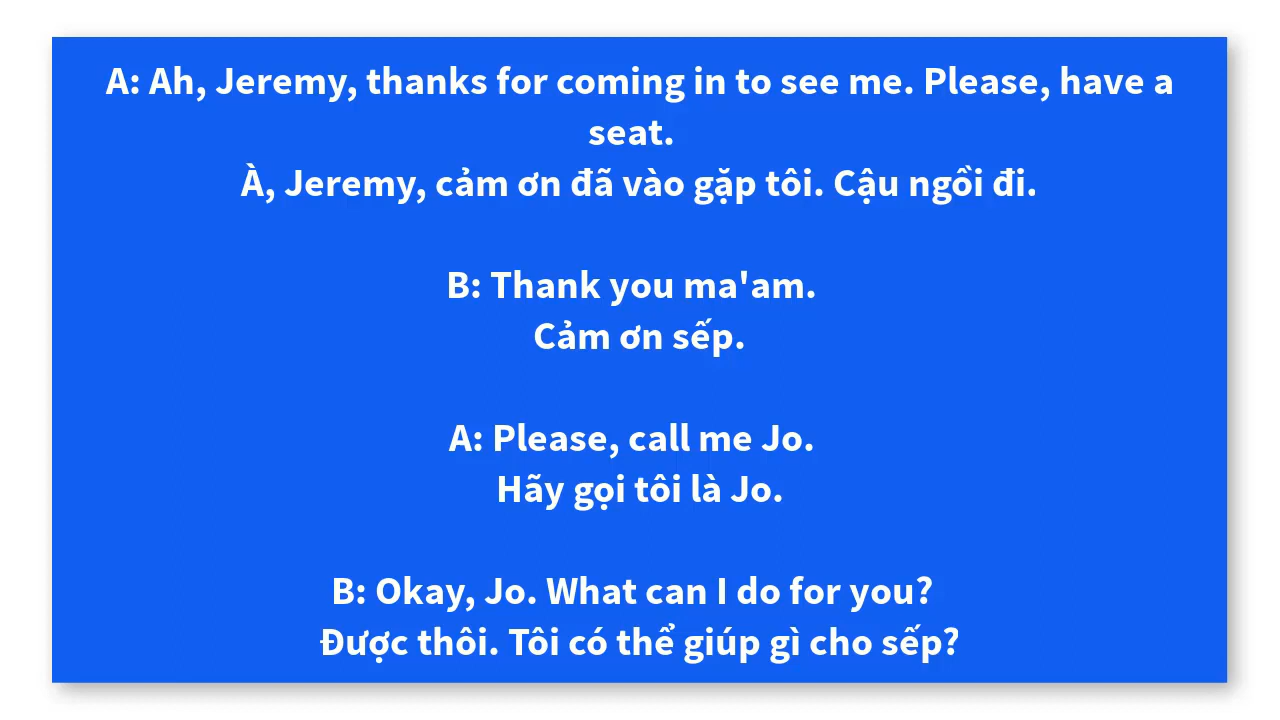 A: Ah, Jeremy, thanks for coming in to see me. Please, have a
seat.
À, Jeremy, cảm ơn đã vào gặp tôi. Cậu ngồi đi.
B: Thank you ma'am.
Cảm ơn sếp.
A: Please, call me Jo.
Hãy gọi tôi là Jo.
B: Okay, Jo. What can I do for you?
Được thôi. Tôi có thể giúp gì cho sếp?